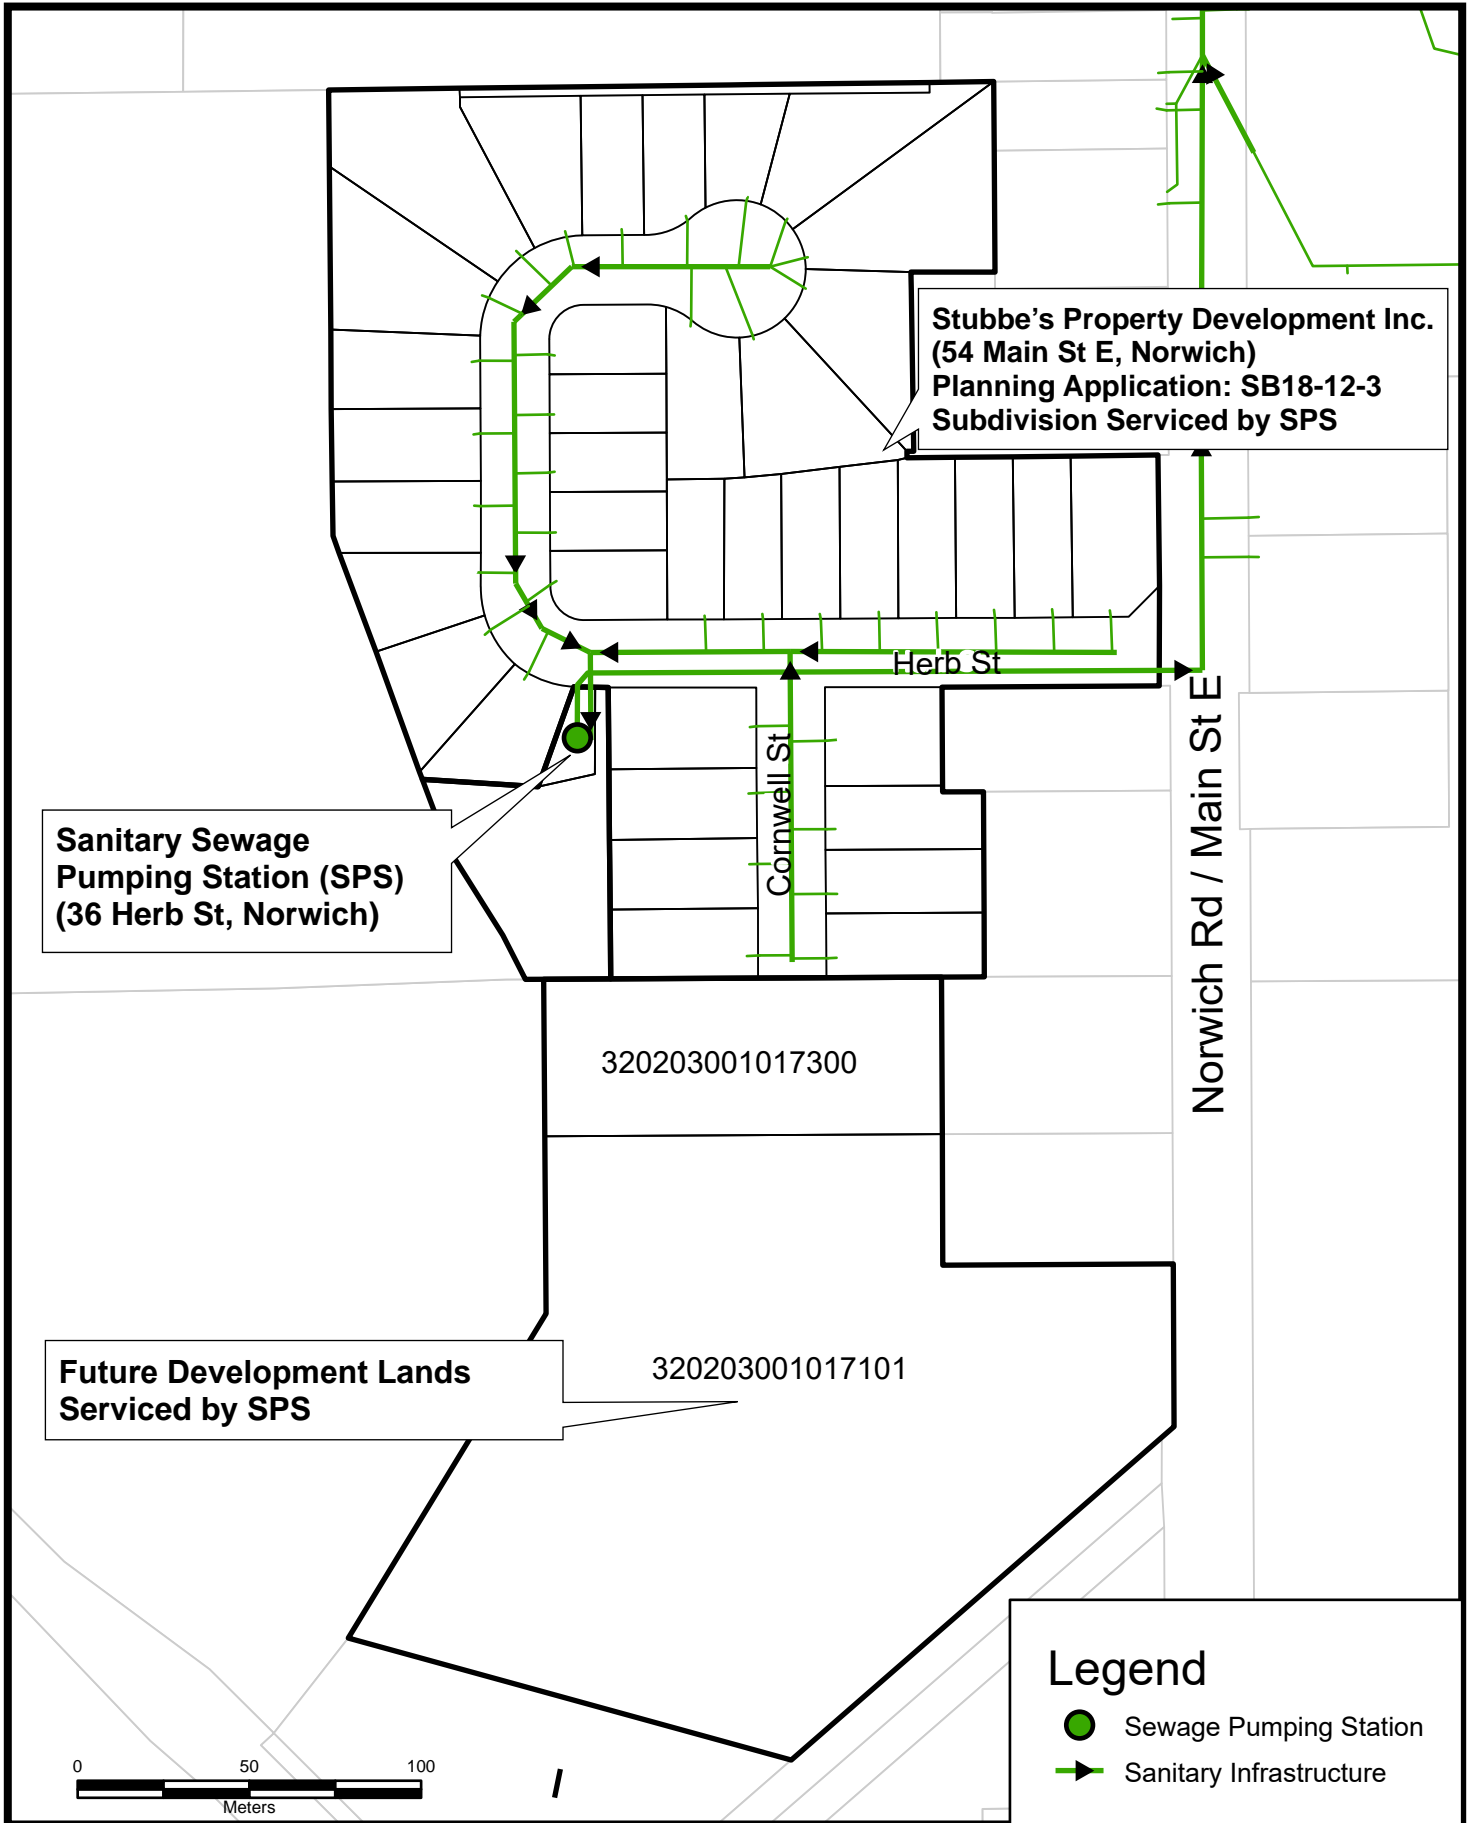 Stubbe's Property Development Inc.
(54 Main St E, Norwich)
Planning Application: SB18-12-3
Subdivision Serviced by SPS
Herb St
Cornwell St
Norwich Rd / Main St E
Sanitary Sewage
Pumping Station (SPS)
(36 Herb St, Norwich)
320203001017300
320203001017101
Future Development Lands
Serviced by SPS
Legend
Sewage Pumping Station
Sanitary Infrastructure
0 50 100
Meters